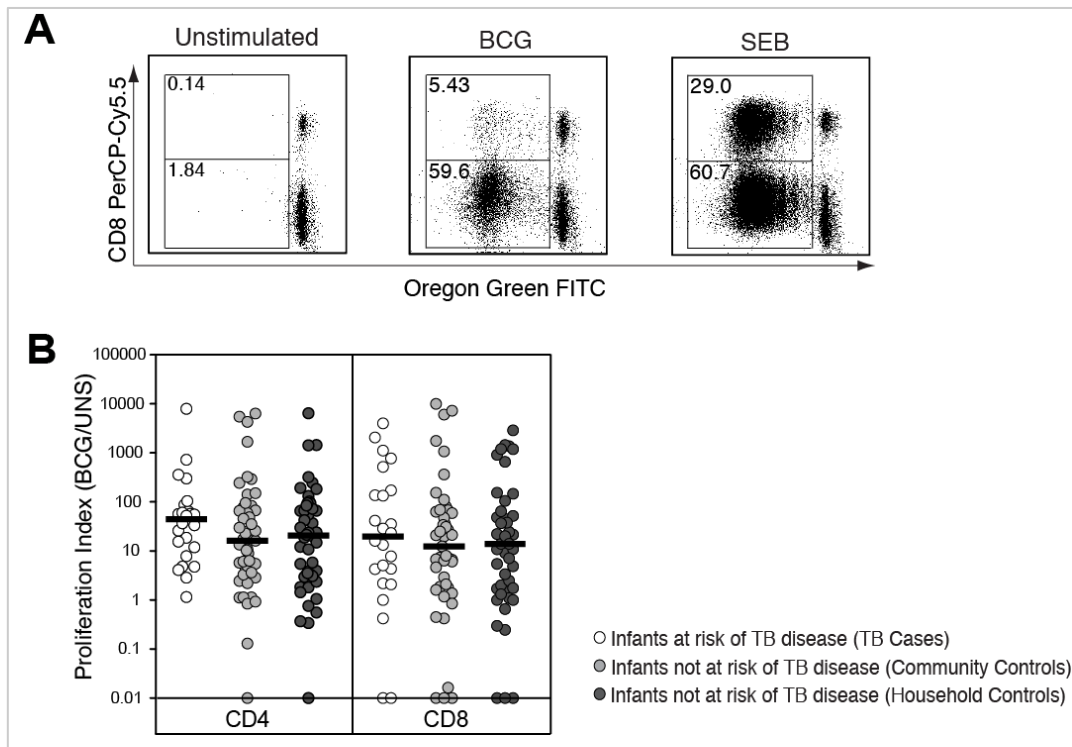 A
Unstimulated
BCG
SEB
CD8 PerCP-Cy5.5
0.14
1.84
5.43
59.6
29.0
60.7
Oregon Green FITC
B
Proliferation Index (BCG/UNS)
100000
10000
1000
100
10
1
0.1
0.01
CD4
CD8
Infants at risk of TB disease (TB Cases)
Infants not at risk of TB disease (Community Controls)
Infants not at risk of TB disease (Household Controls)